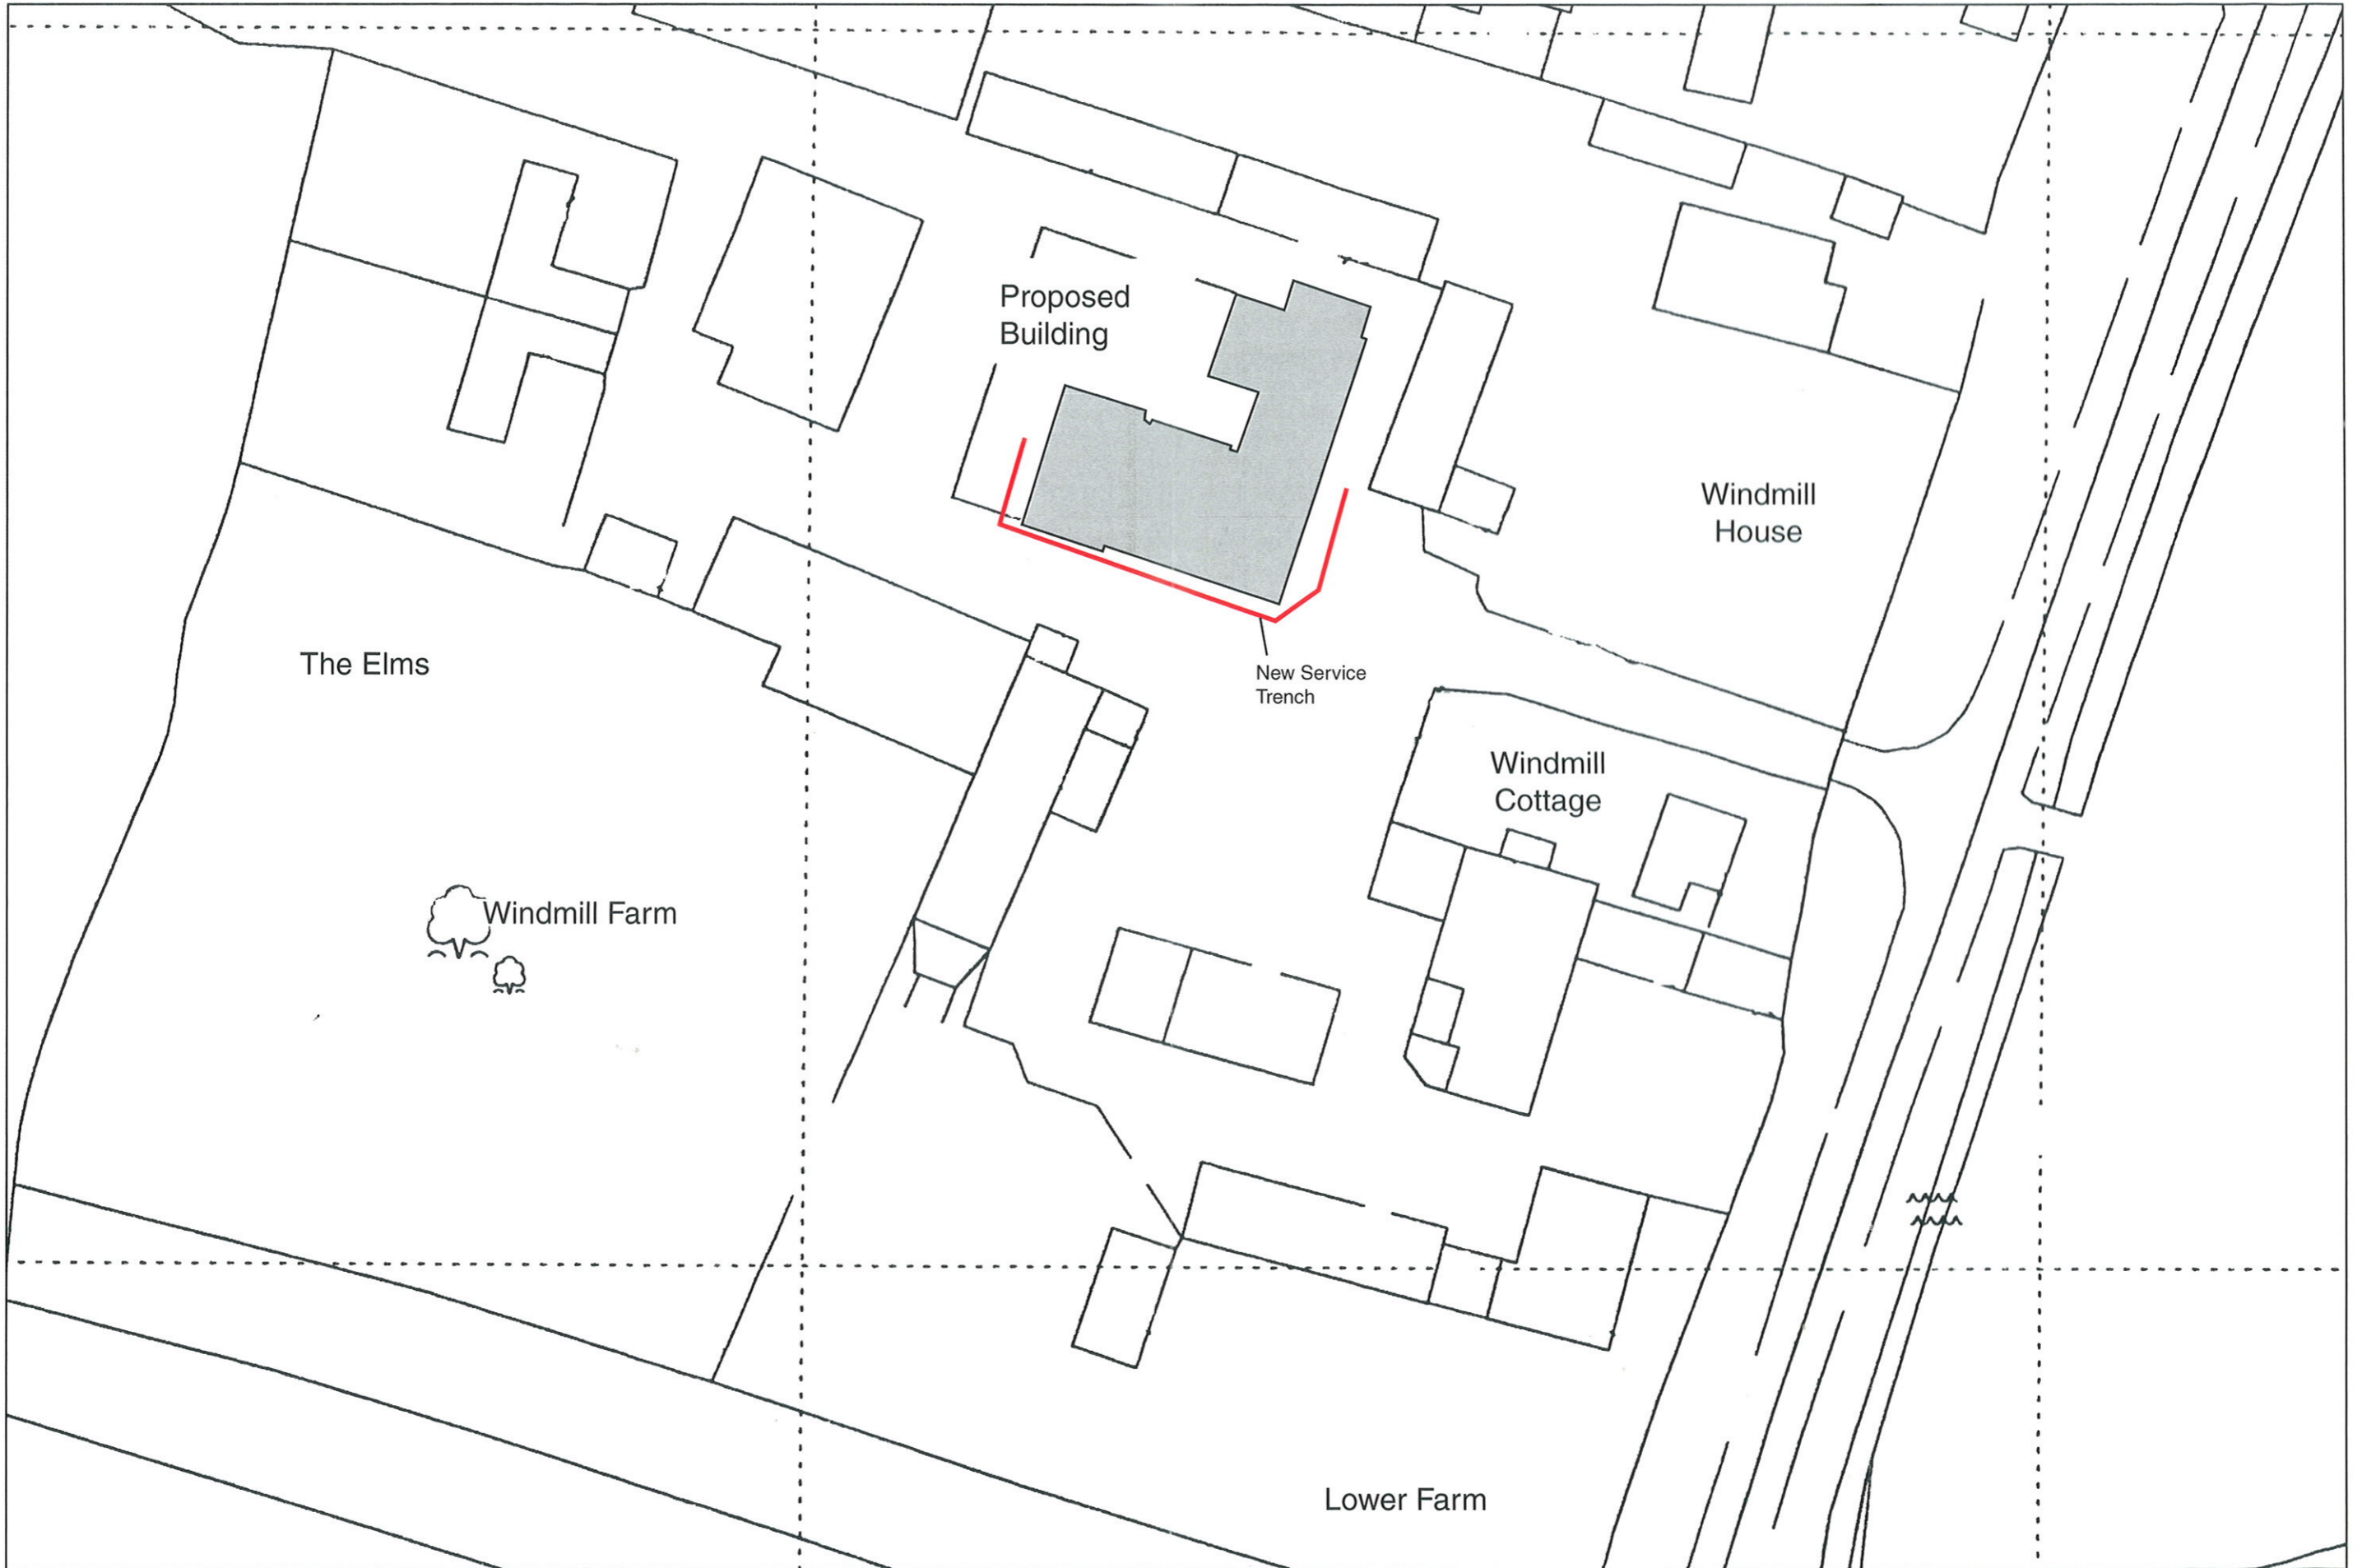 Proposed
Building
Windmill
House
The Elms
New Service
Trench
Windmill
Cottage
Windmill Farm
Lower Farm